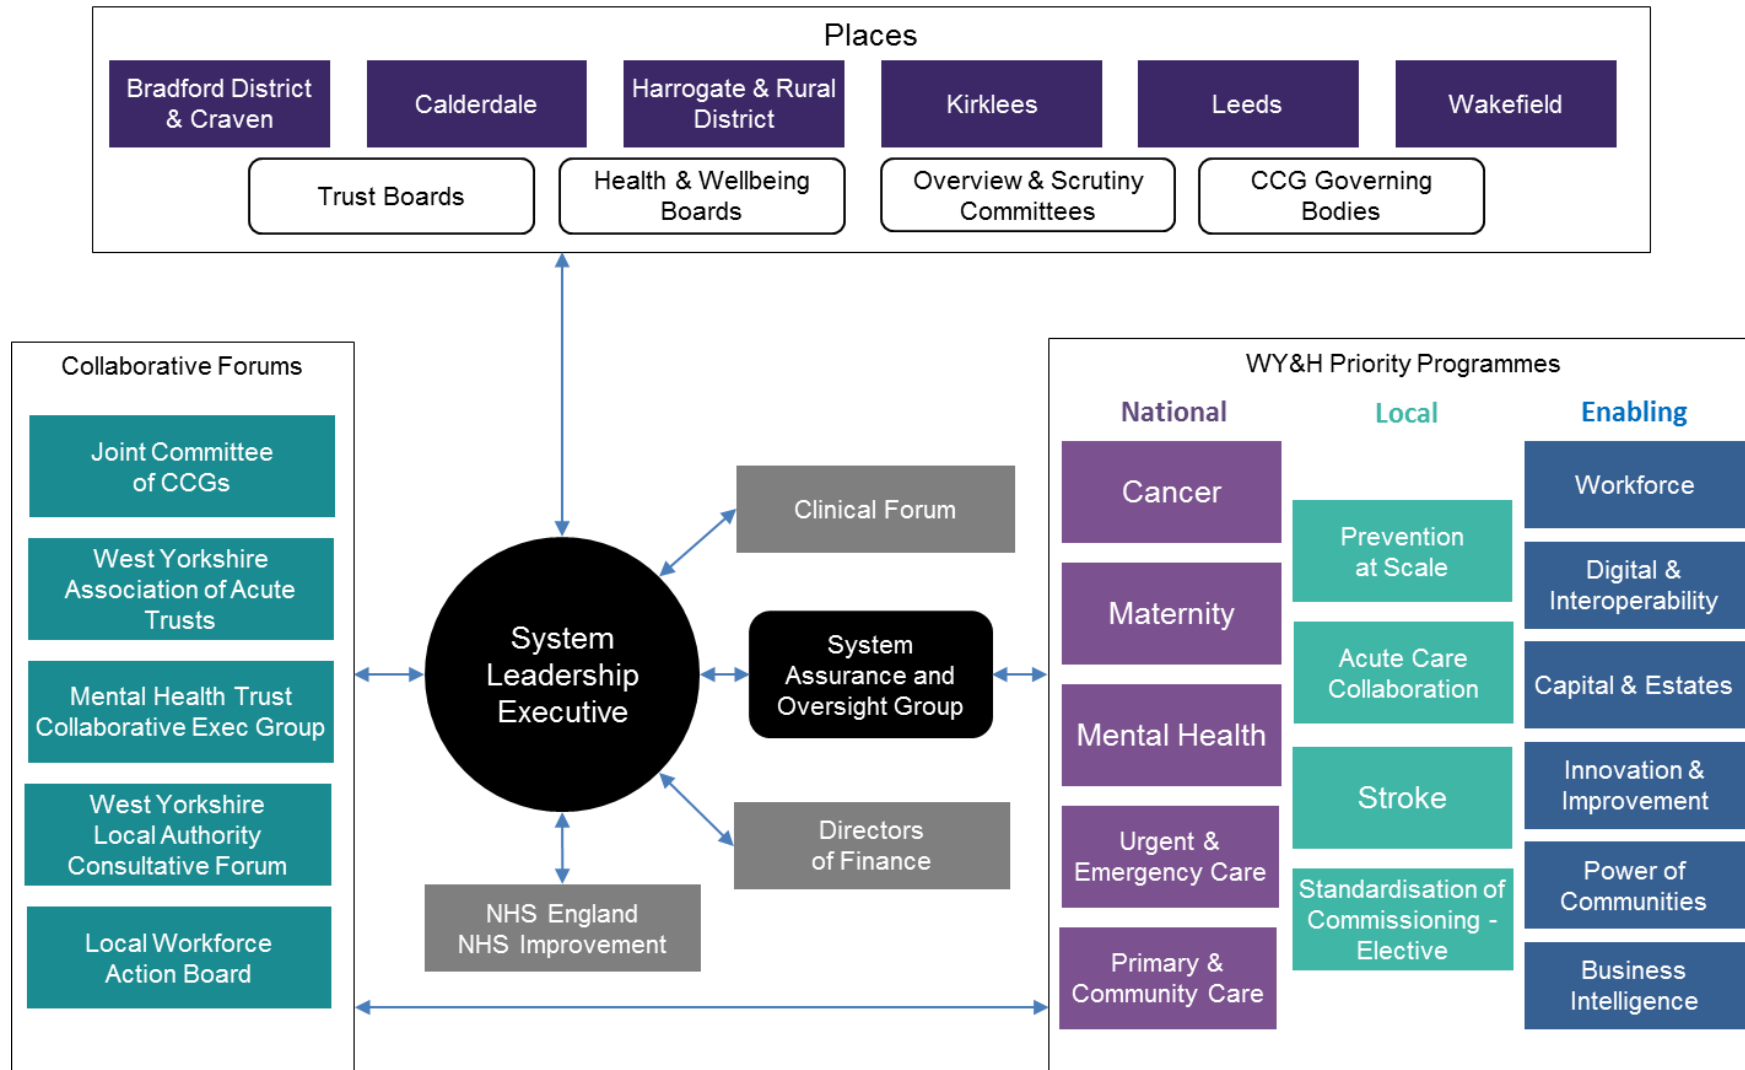 Places
Bradford District
& Craven
Calderdale
Harrogate & Rural
District
Kirklees
Leeds
Wakefield
Trust Boards
Health & Wellbeing
Boards
Overview & Scrutiny
Committees
CCG Governing
Bodies
Collaborative Forums
Joint Committee
of CCGs
West Yorkshire
Association of Acute
Trusts
Mental Health Trust
Collaborative Exec Group
West Yorkshire
Local Authority
Consultative Forum
Local Workforce
Action Board
System
Leadership
Executive
Clinical Forum
System
Assurance and
Oversight Group
Directors
of Finance
NHS England
NHS Improvement
WY&H Priority Programmes
National
Cancer
Maternity
Mental Health
Urgent &
Emergency Care
Primary &
Community Care
Local
Prevention
at Scale
Acute Care
Collaboration
Stroke
Standardisation of
Commissioning -
Elective
Enabling
Workforce
Digital &
Interoperability
Capital & Estates
Innovation &
Improvement
Power of
Communities
Business
Intelligence